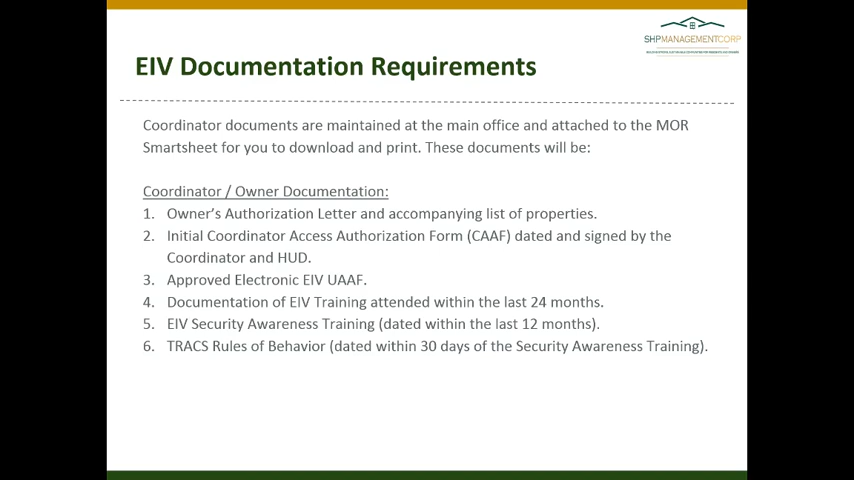 SHPMANAGEMENTCORP
EIV Documentation Requirements
Coordinator documents are maintained at the main office and attached to the MOR
Smartsheet for you to download and print. These documents will be:
Coordinator / Owner Documentation:
1. Owner’s Authorization Letter and accompanying list of properties.
2. Initial Coordinator Access Authorization Form (CAAF) dated and signed by the
Coordinator and HUD.
3. Approved Electronic EIV UAAF.
4. Documentation of EIV Training attended within the last 24 months.
5. EIV Security Awareness Training (dated within the last 12 months).
6. TRACS Rules of Behavior (dated within 30 days of the Security Awareness Training).